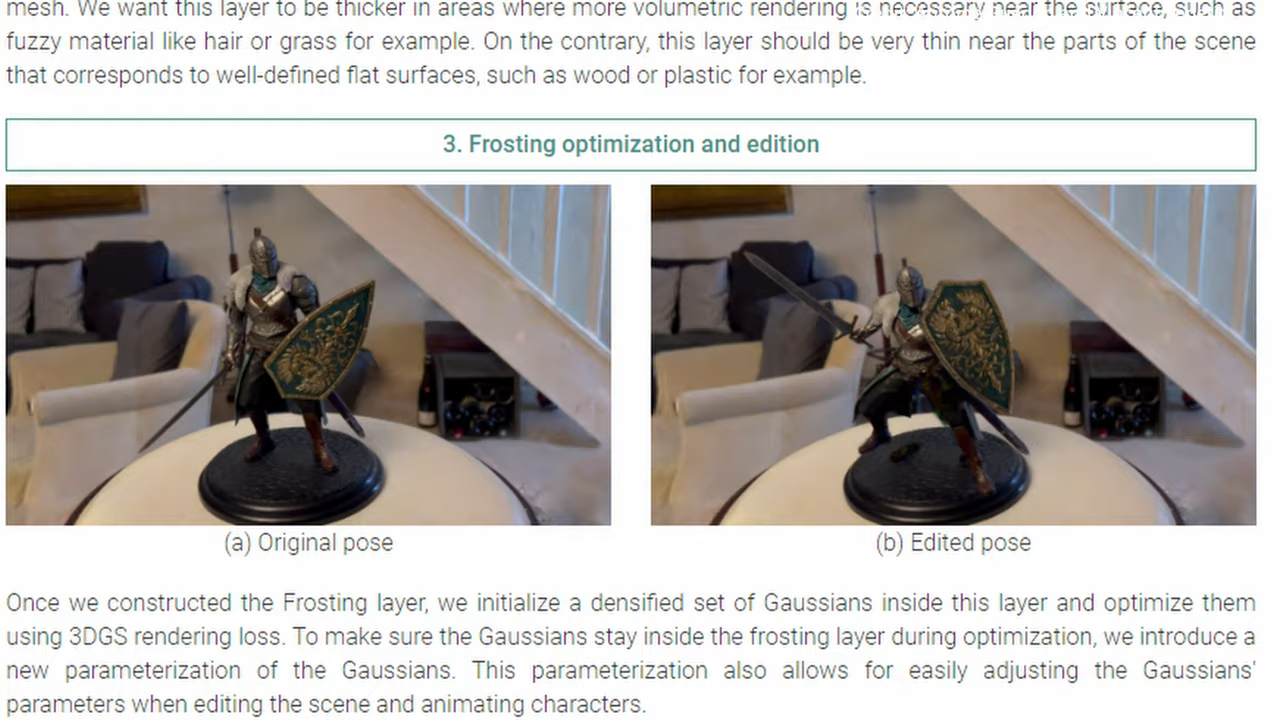 mesh. We want this layer to be thicker in areas where more volumetric rendering is necessary near the surface, such as
fuzzy material like hair or grass for example. On the contrary, this layer should be very thin near the parts of the scene
that corresponds to well-defined flat surfaces, such as wood or plastic for example.
3. Frosting optimization and edition
(a) Original pose
(b) Edited pose
Once we constructed the Frosting layer, we initialize a densified set of Gaussians inside this layer and optimize them
using 3DGS rendering loss. To make sure the Gaussians stay inside the frosting layer during optimization, we introduce a
new parameterization of the Gaussians. This parameterization also allows for easily adjusting the Gaussians'
parameters when editing the scene and animating characters.